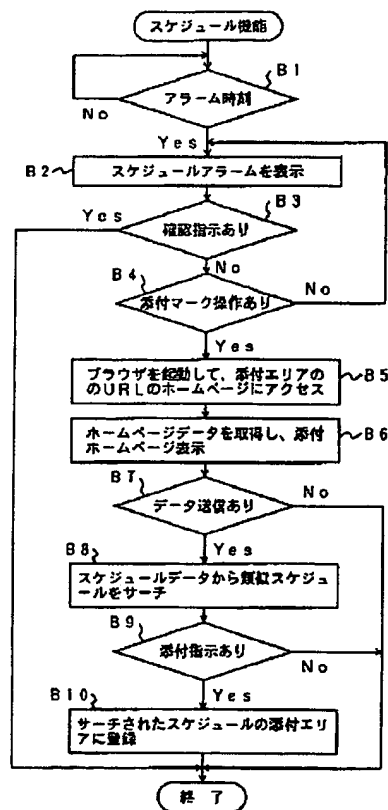 スケジュール機能
B1
アラーム時刻
No
Yes
B2
スケジュールアラームを表示
B3
Yes
確認指示あり
No
B4
添付マーク操作あり
No
Yes
ブラウザを起動して、添付エリアの
のURLのホームページにアクセス
B5
ホームページデータを取得し、添付
ホームページ表示
B6
B7
データ送信あり
No
Yes
B8
スケジュールデータから類似スケジュ
ールをサーチ
B9
添付指示あり
No
Yes
B10
サーチされたスケジュールの添付エリ
アに登録
終了